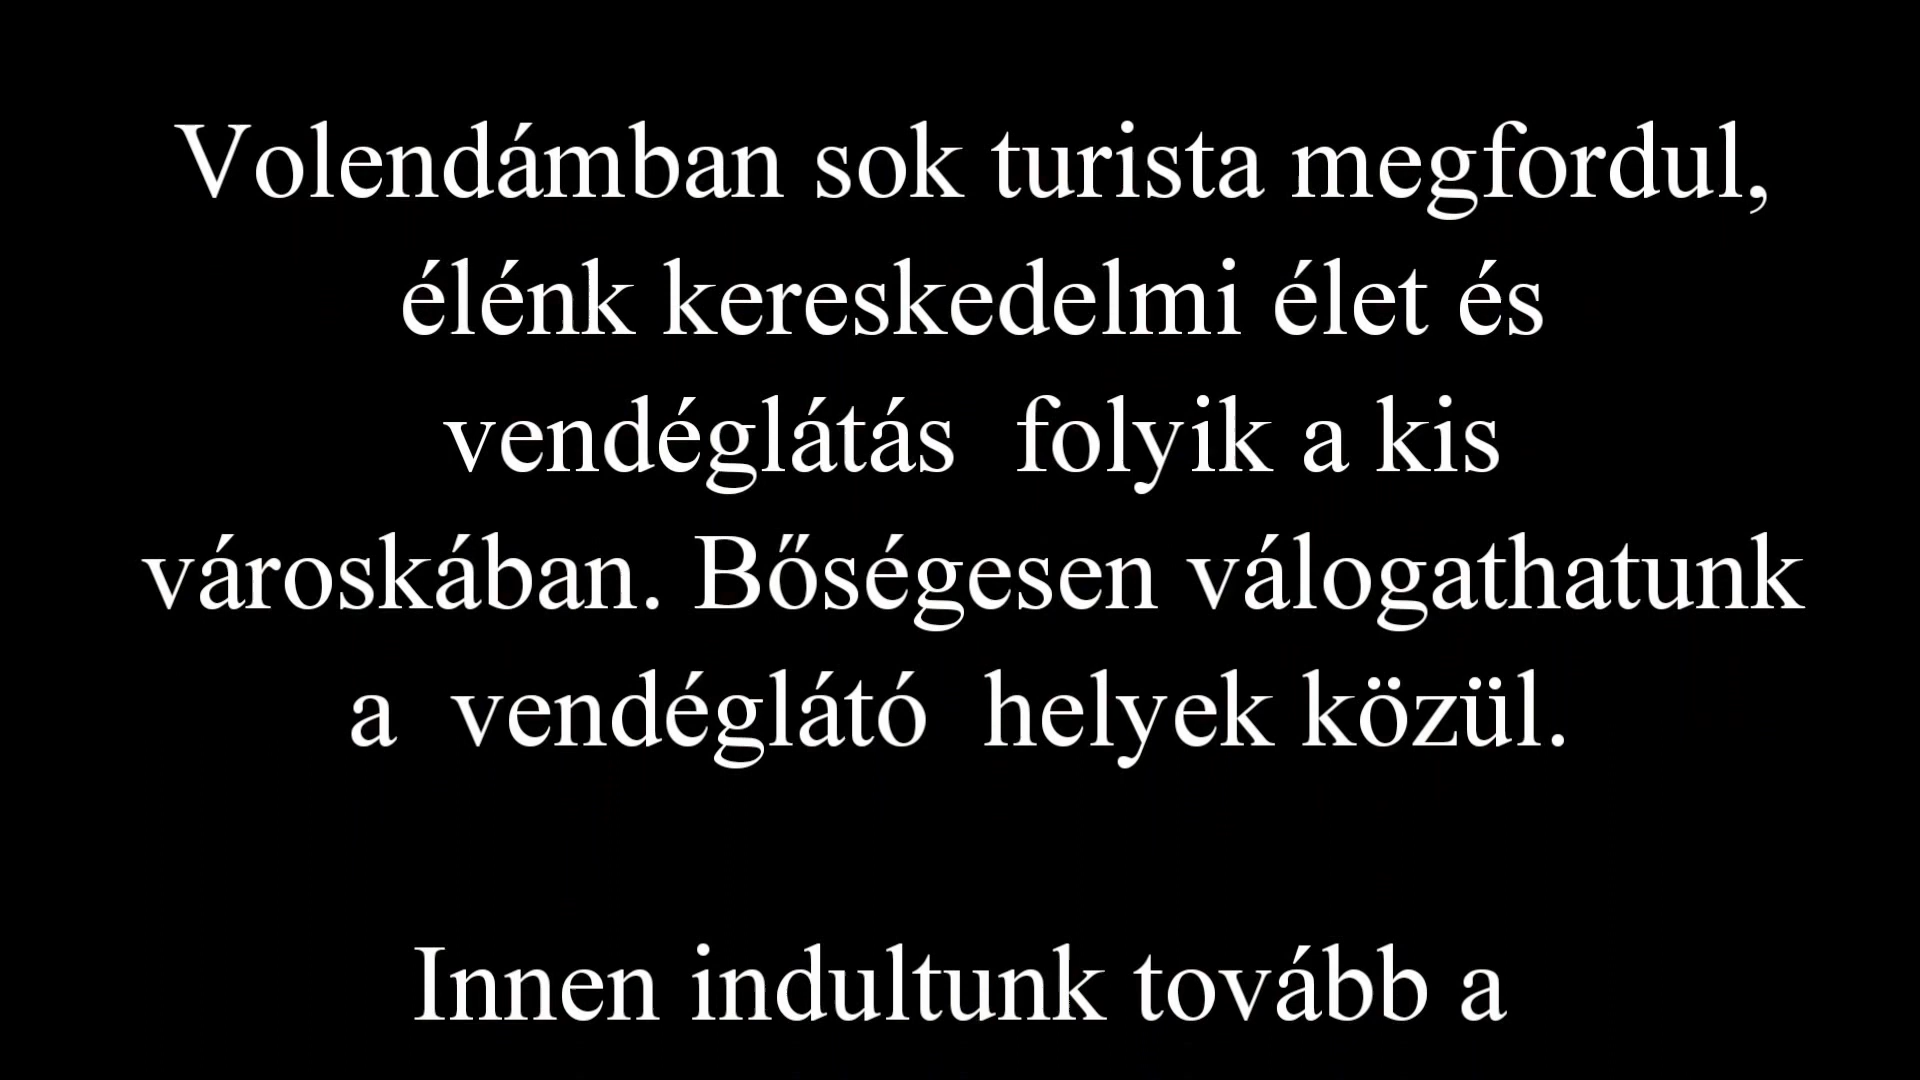 Volendámban sok turista megfordul,
élénk kereskedelmi élet és
vendéglátás  folyik a kis
városkában. Bőségesen válogathatunk
a  vendéglátó  helyek közül.
Innen indultunk tovább a